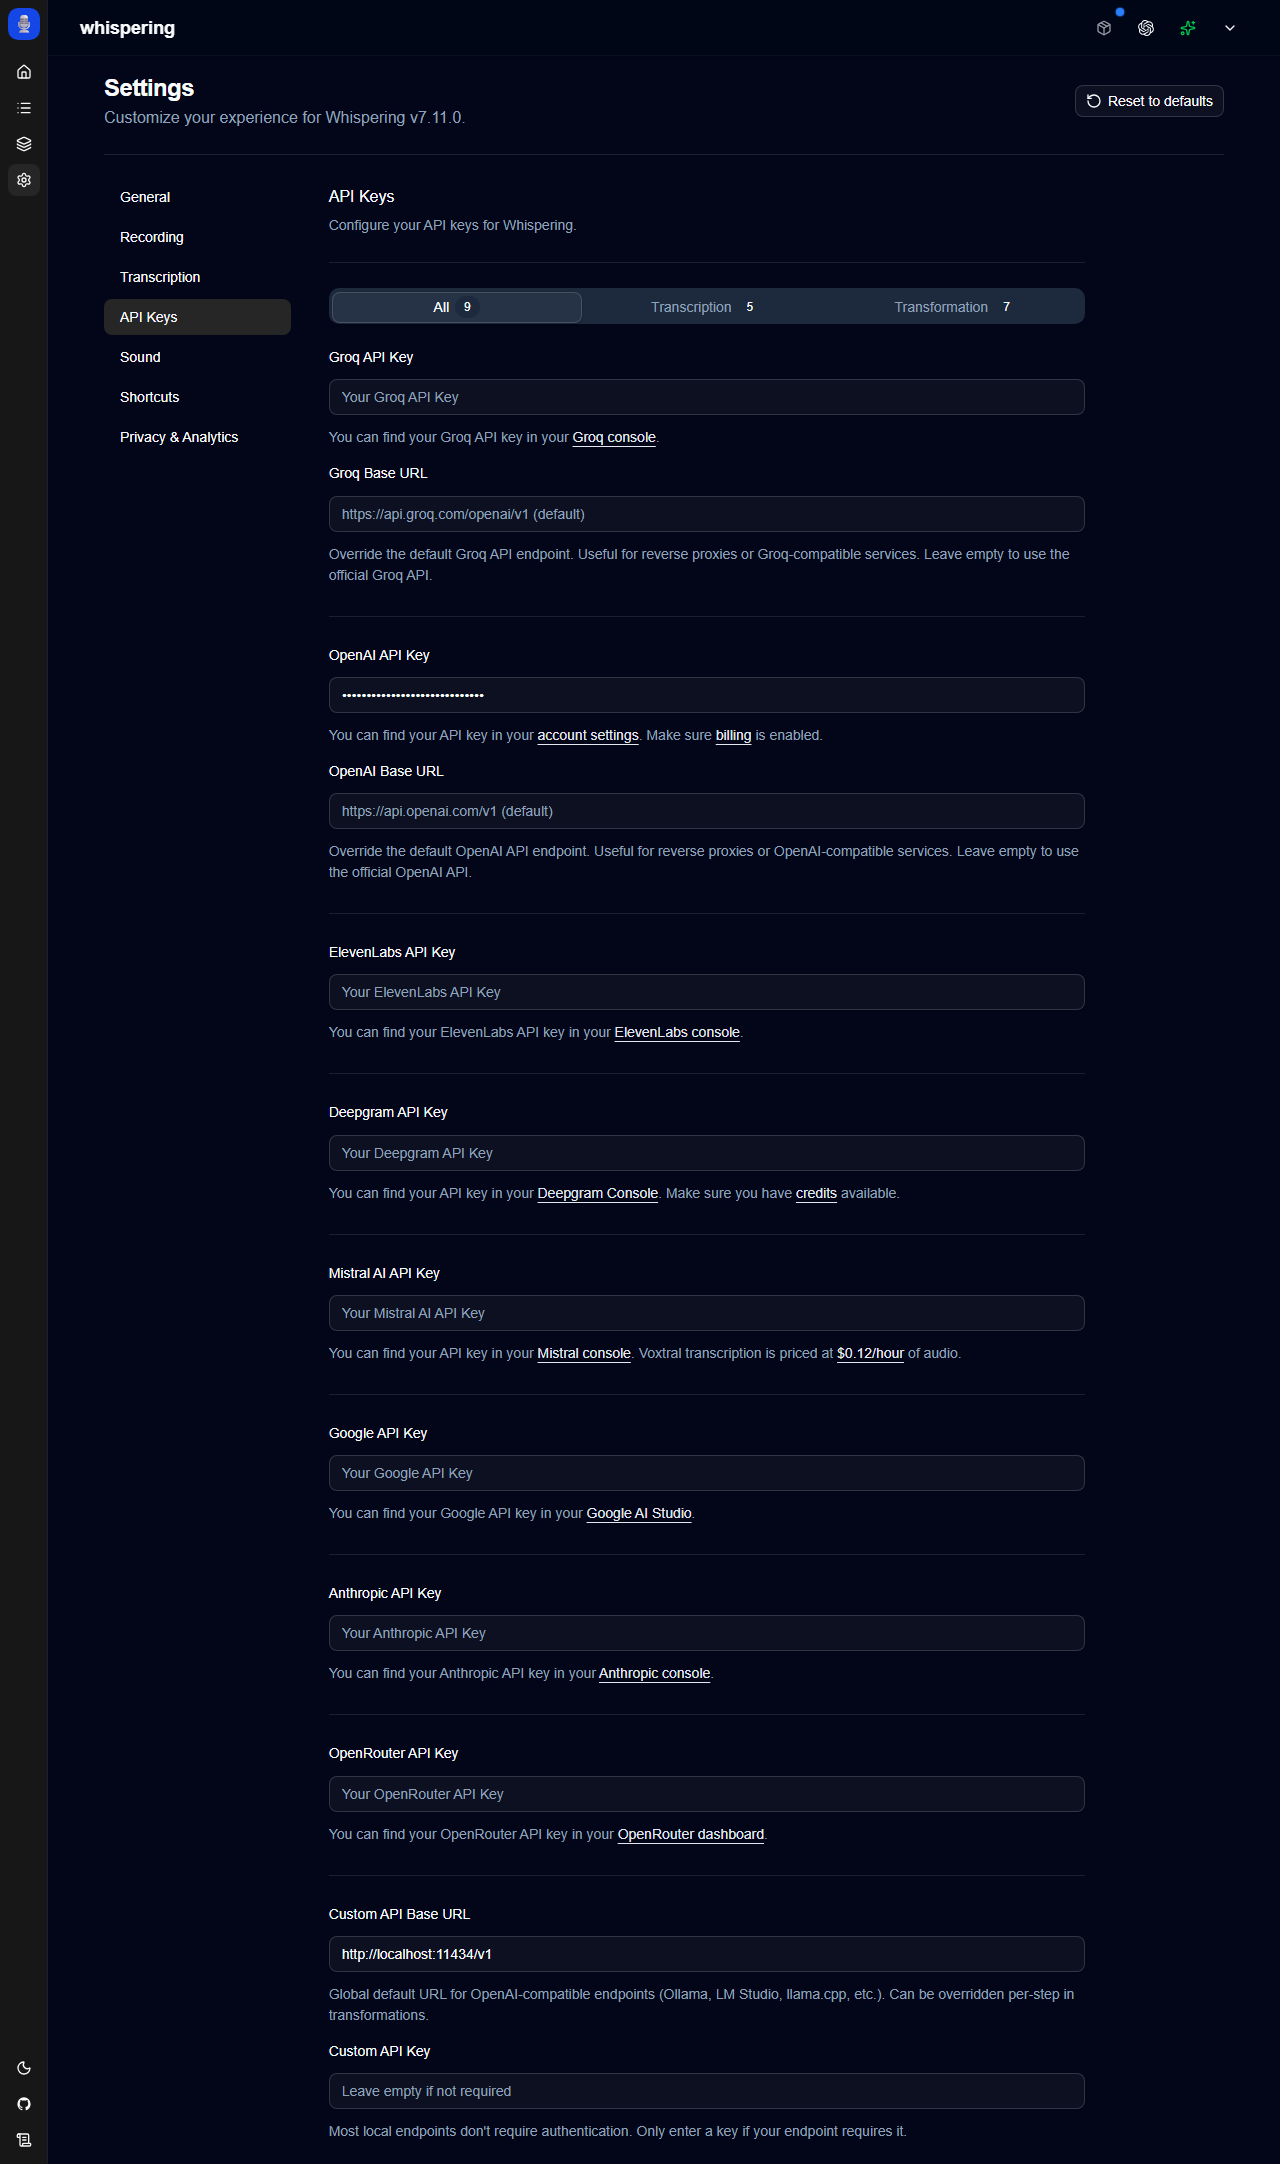 whispering
Settings
Customize your experience for Whispering v7.11.0.
Reset to defaults
General
Recording
Transcription
API Keys
Sound
Shortcuts
Privacy & Analytics
API Keys
Configure your API keys for Whispering.
All 9
Transcription 5
Transformation 7
Groq API Key
Your Groq API Key
You can find your Groq API key in your Groq console.
Groq Base URL
https://api.groq.com/openai/v1 (default)
Override the default Groq API endpoint. Useful for reverse proxies or Groq-compatible services. Leave empty to use the
official Groq API.
OpenAI API Key
•••••••••••••••••••••••••••••
You can find your API key in your account settings. Make sure billing is enabled.
OpenAI Base URL
https://api.openai.com/v1 (default)
Override the default OpenAI API endpoint. Useful for reverse proxies or OpenAI-compatible services. Leave empty to use
the official OpenAI API.
ElevenLabs API Key
Your ElevenLabs API Key
You can find your ElevenLabs API key in your ElevenLabs console.
Deepgram API Key
Your Deepgram API Key
You can find your API key in your Deepgram Console. Make sure you have credits available.
Mistral AI API Key
Your Mistral AI API Key
You can find your API key in your Mistral console. Voxtral transcription is priced at $0.12/hour of audio.
Google API Key
Your Google API Key
You can find your Google API key in your Google AI Studio.
Anthropic API Key
Your Anthropic API Key
You can find your Anthropic API key in your Anthropic console.
OpenRouter API Key
Your OpenRouter API Key
You can find your OpenRouter API key in your OpenRouter dashboard.
Custom API Base URL
http://localhost:11434/v1
Global default URL for OpenAI-compatible endpoints (Ollama, LM Studio, llama.cpp, etc.). Can be overridden per-step in
transformations.
Custom API Key
Leave empty if not required
Most local endpoints don't require authentication. Only enter a key if your endpoint requires it.